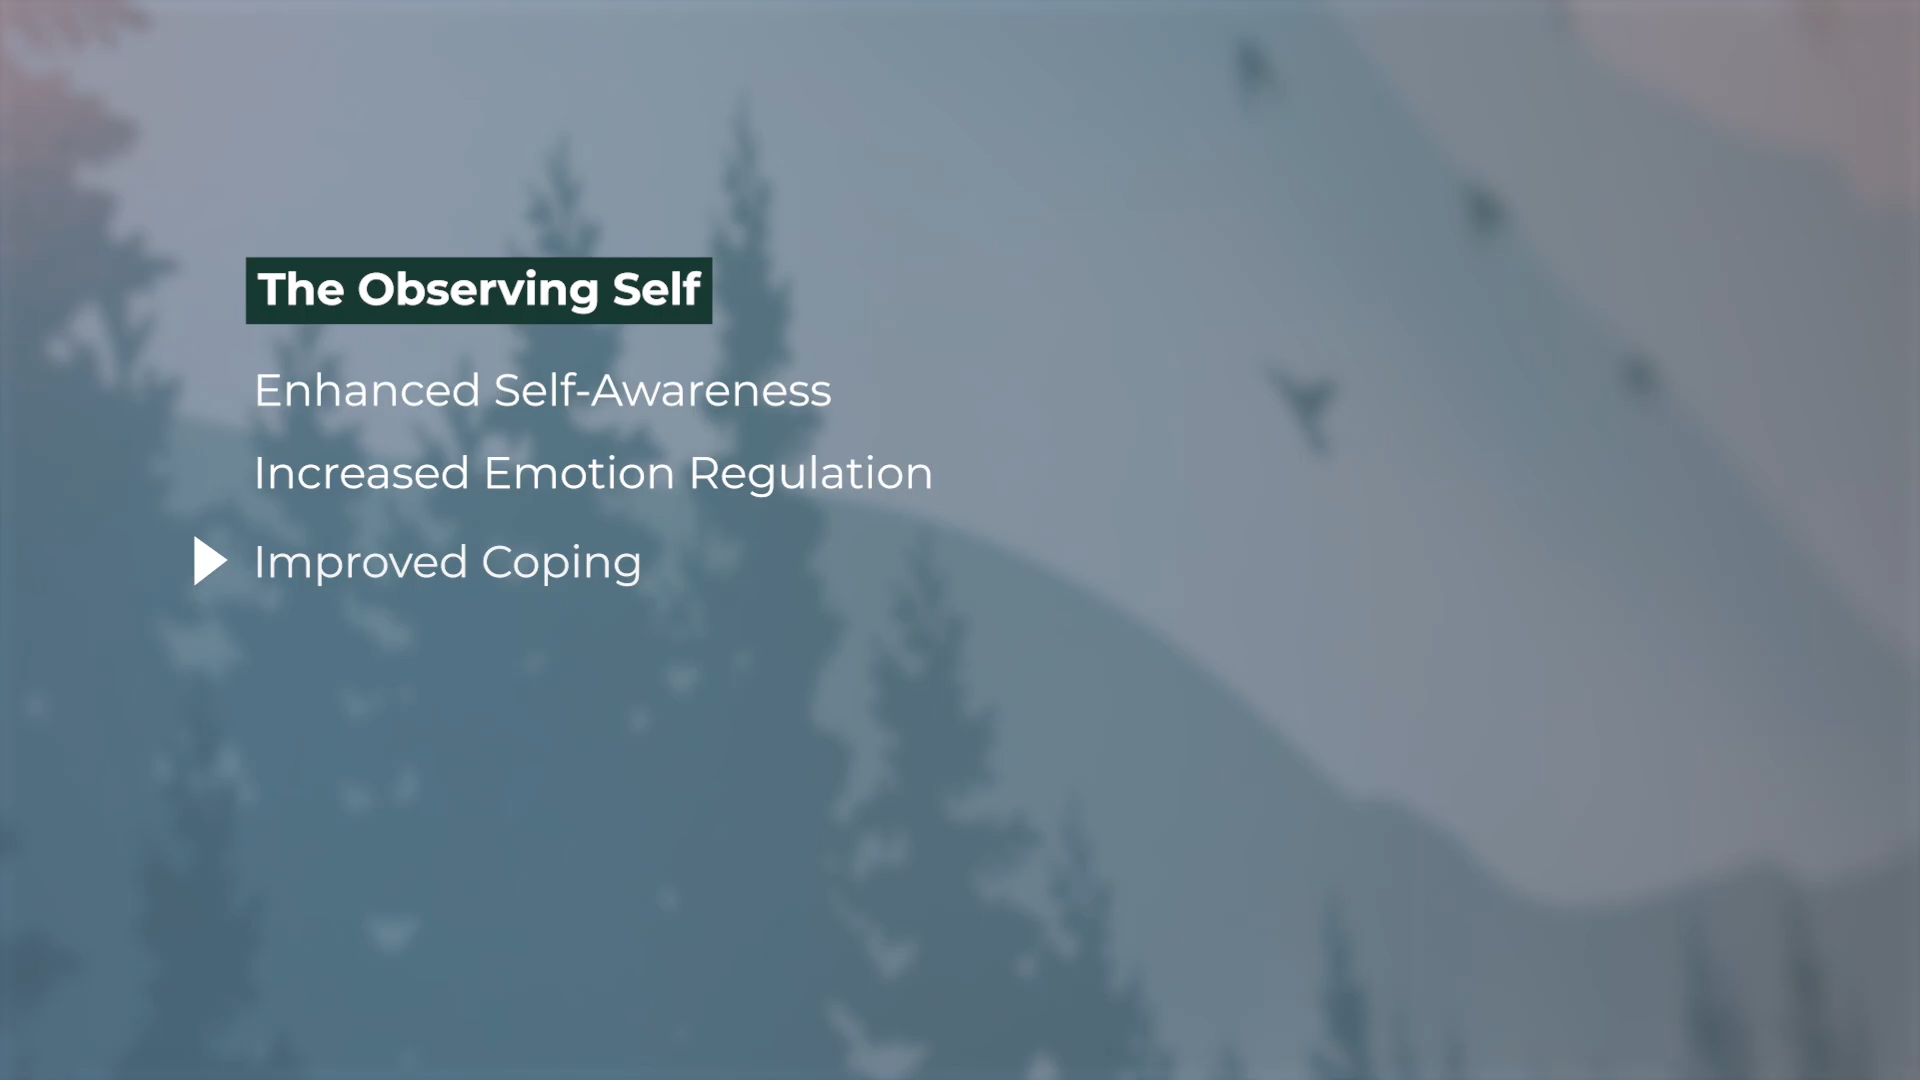 The Observing Self
Enhanced Self-Awareness
Increased Emotion Regulation
Improved Coping